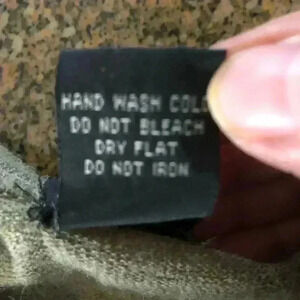 HAND WASH COLD
DO NOT BLEACH
DRY FLAT
DO NOT IRON